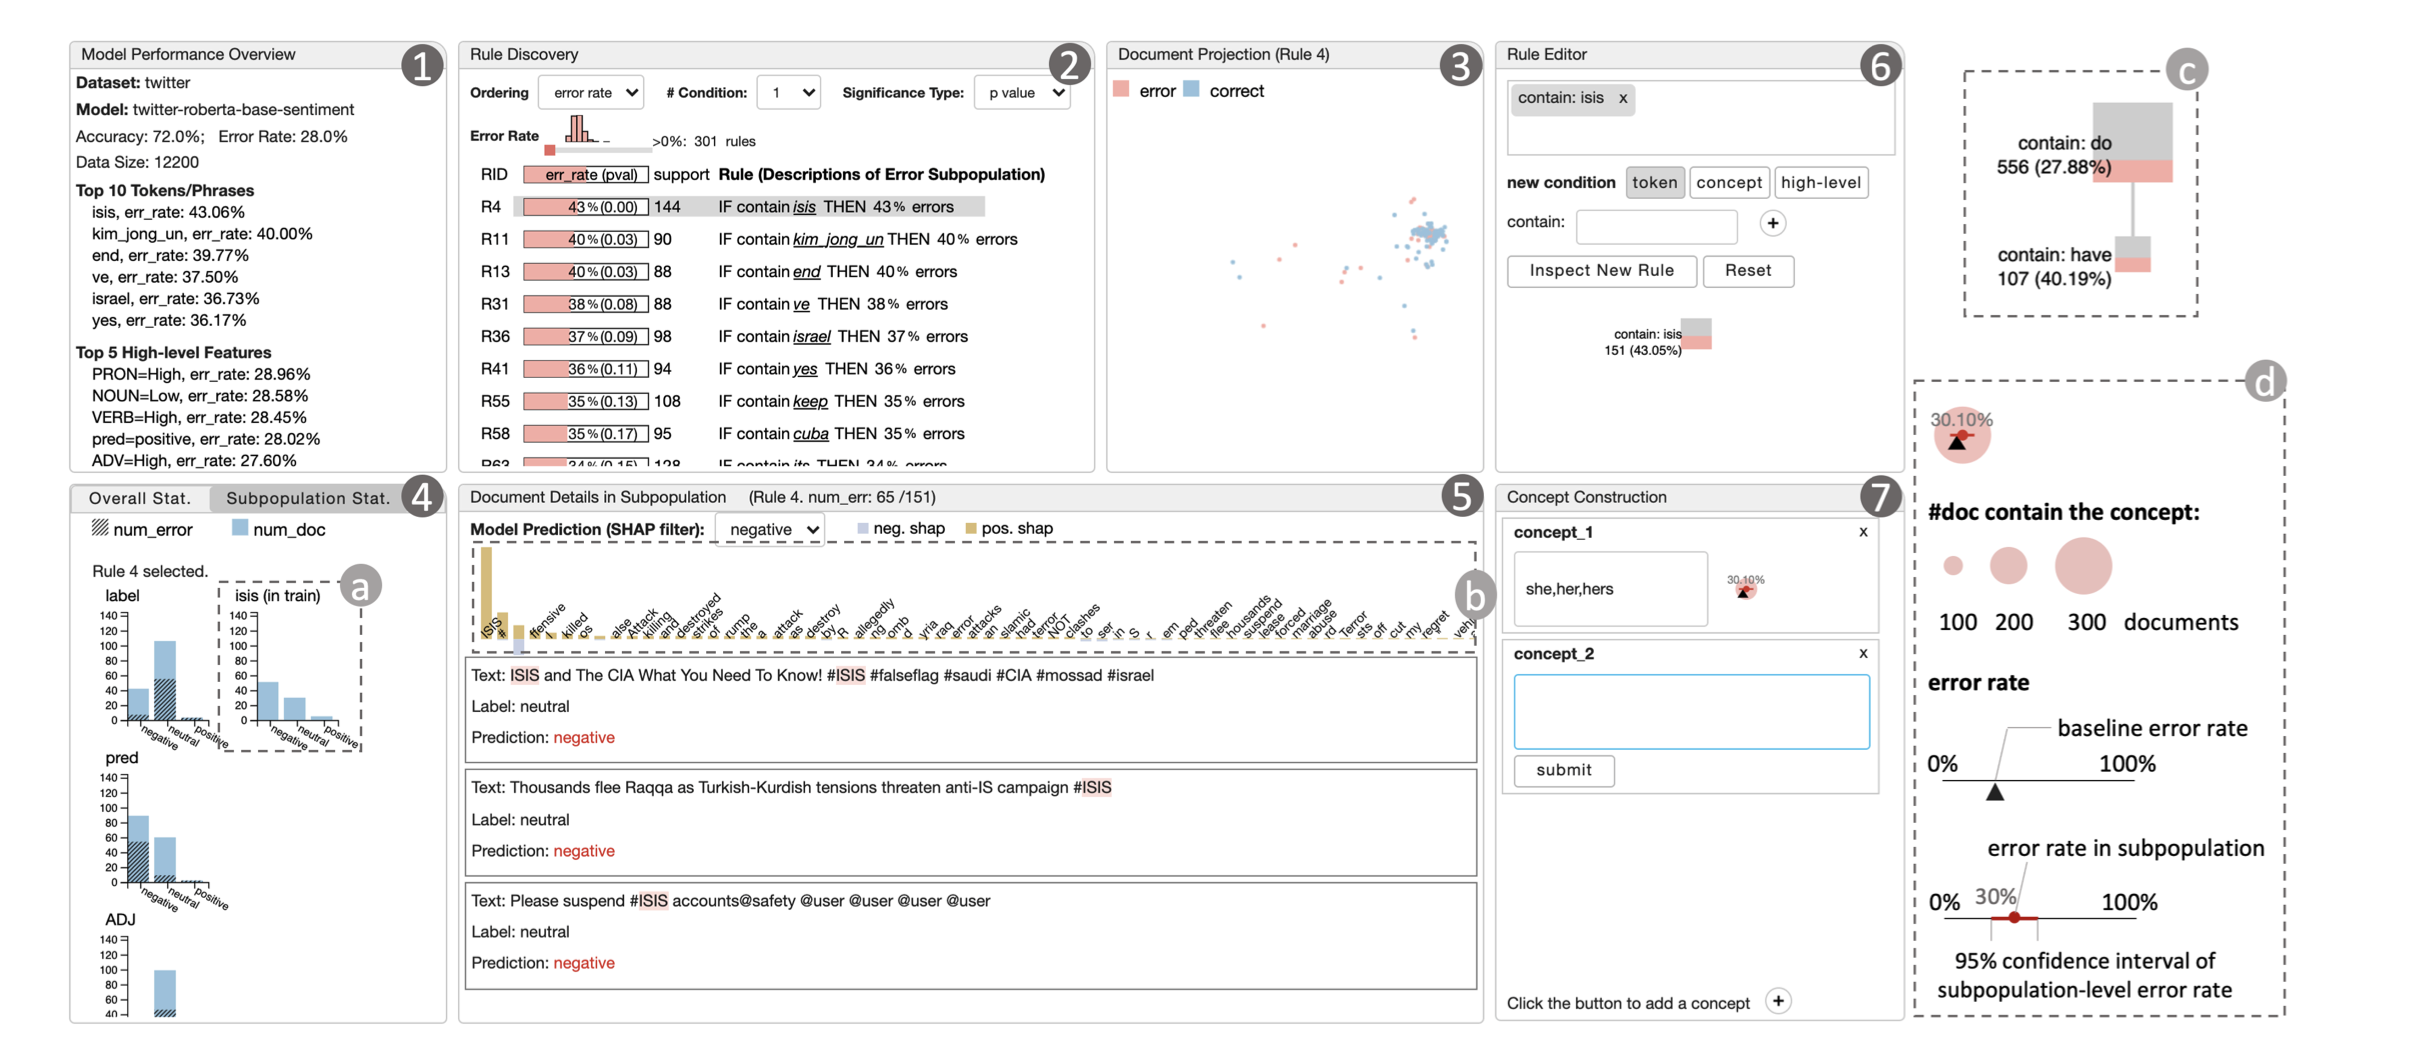 Model Performance Overview
1
Dataset: twitter
Model: twitter-roberta-base-sentiment
Accuracy: 72.0%; Error Rate: 28.0%
Data Size: 12200
Top 10 Tokens/Phrases
isis, err_rate: 43.06%
kim_jong_un, err_rate: 40.00%
end, err_rate: 39.77%
ve, err_rate: 37.50%
israel, err_rate: 36.73%
yes, err_rate: 36.17%
Top 5 High-level Features
PRON=High, err_rate: 28.96%
NOUN=Low, err_rate: 28.58%
VERB=High, err_rate: 28.45%
pred=positive, err_rate: 28.02%
ADV=High, err_rate: 27.60%
Rule Discovery
2
Ordering error rate # Condition: 1 Significance Type: p value
Error Rate >0%: 301 rules
RID err_rate (pval) support Rule (Descriptions of Error Subpopulation)
R4 43%(0.00) 144 IF contain isis THEN 43% errors
R11 40%(0.03) 90 IF contain kim_jong_un THEN 40% errors
R13 40%(0.03) 88 IF contain end THEN 40% errors
R31 38%(0.08) 88 IF contain ve THEN 38% errors
R36 37%(0.09) 98 IF contain israel THEN 37% errors
R41 36%(0.11) 94 IF contain yes THEN 36% errors
R55 35%(0.13) 108 IF contain keep THEN 35% errors
R58 35%(0.17) 95 IF contain cuba THEN 35% errors
R63 34%(0.15) 128 IF contain its THEN 34% errors
Document Projection (Rule 4)
3
error correct
Rule Editor
6
contain: isis x
new condition token concept high-level
contain: +
Inspect New Rule Reset
contain: isis
151 (43.05%)
c
contain: do
556 (27.88%)
contain: have
107 (40.19%)
Overall Stat. Subpopulation Stat.
4
num_error num_doc
Rule 4 selected.
label
140
120
100
80
60
40
20
0
negative
neutral
positive
a
isis (in train)
140
120
100
80
60
40
20
0
negative
neutral
positive
pred
140
120
100
80
60
40
20
0
negative
neutral
positive
ADJ
140
120
100
80
60
40
Document Details in Subpopulation (Rule 4. num_err: 65 /151)
5
Model Prediction (SHAP filter): negative neg. shap pos. shap
b
ISIS # ffensive killed os alse Attack killing and destroyed strikes of rump the a attack as destroy by R allegedly ng omb d yria raq error attacks an slamic had terror NOT clashes to ser in S r em ped threaten flee housands suspend lease forced marriage abuse rd Terror sts off cut my regret vehi
Text: ISIS and The CIA What You Need To Know! #ISIS #falseflag #saudi #CIA #mossad #israel
Label: neutral
Prediction: negative
Text: Thousands flee Raqqa as Turkish-Kurdish tensions threaten anti-IS campaign #ISIS
Label: neutral
Prediction: negative
Text: Please suspend #ISIS accounts@safety @user @user @user @user
Label: neutral
Prediction: negative
Concept Construction
7
concept_1 x
she,her,hers
30.10%
concept_2 x
submit
Click the button to add a concept +
d
30.10%
#doc contain the concept:
100 200 300 documents
error rate
baseline error rate
0% 100%
error rate in subpopulation
0% 30% 100%
95% confidence interval of
subpopulation-level error rate